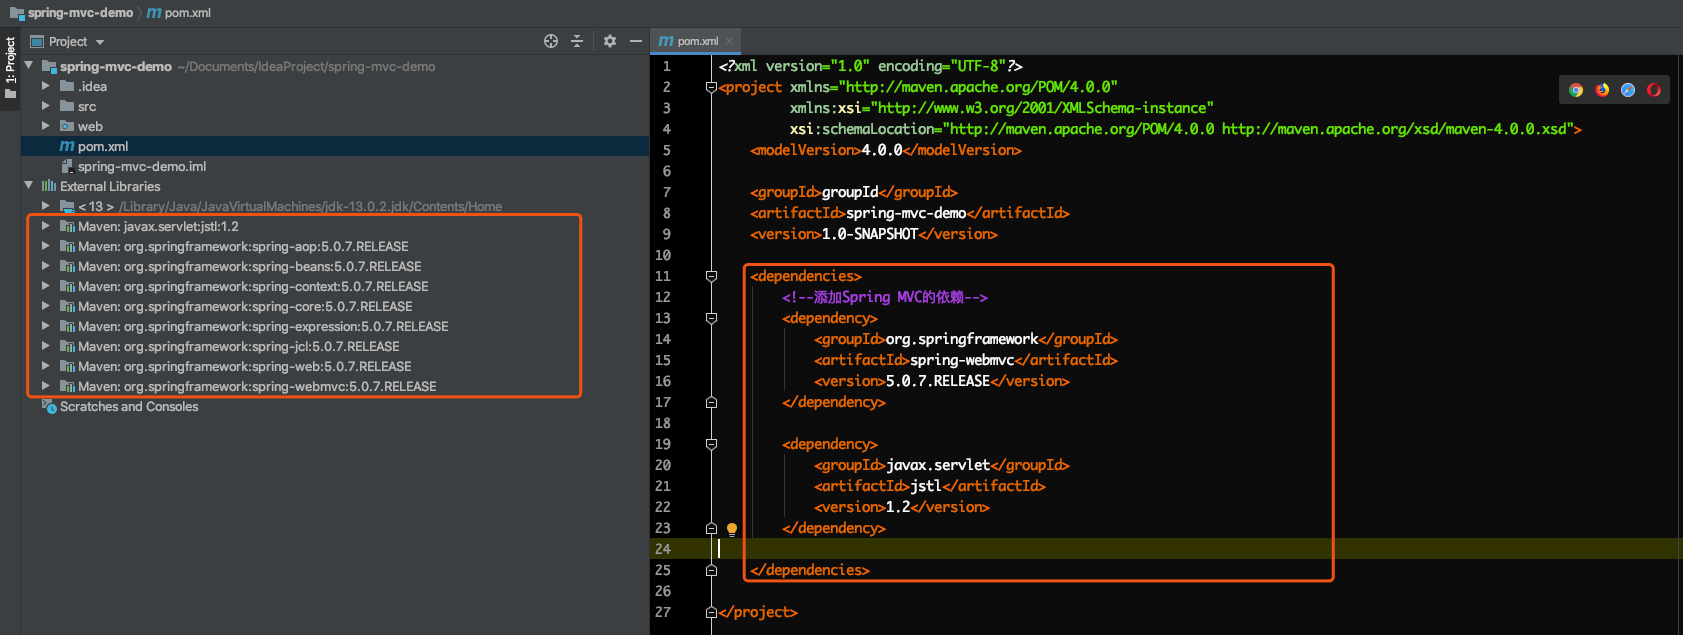 spring-mvc-demo 〉 m pom.xml
1: Project
Project
spring-mvc-demo ~/Documents/IdeaProject/spring-mvc-demo
.idea
src
web
m pom.xml
spring-mvc-demo.iml
External Libraries
< 13 > /Library/Java/JavaVirtualMachines/jdk-13.0.2.jdk/Contents/Home
Maven: javax.servlet:jstl:1.2
Maven: org.springframework:spring-aop:5.0.7.RELEASE
Maven: org.springframework:spring-beans:5.0.7.RELEASE
Maven: org.springframework:spring-context:5.0.7.RELEASE
Maven: org.springframework:spring-core:5.0.7.RELEASE
Maven: org.springframework:spring-expression:5.0.7.RELEASE
Maven: org.springframework:spring-jcl:5.0.7.RELEASE
Maven: org.springframework:spring-web:5.0.7.RELEASE
Maven: org.springframework:spring-webmvc:5.0.7.RELEASE
Scratches and Consoles
m pom.xml
1 <?xml version="1.0" encoding="UTF-8"?>
2 <project xmlns="http://maven.apache.org/POM/4.0.0"
3 xmlns:xsi="http://www.w3.org/2001/XMLSchema-instance"
4 xsi:schemaLocation="http://maven.apache.org/POM/4.0.0 http://maven.apache.org/xsd/maven-4.0.0.xsd">
5 <modelVersion>4.0.0</modelVersion>
6
7 <groupId>groupId</groupId>
8 <artifactId>spring-mvc-demo</artifactId>
9 <version>1.0-SNAPSHOT</version>
10
11 <dependencies>
12 <!--添加Spring MVC的依赖-->
13 <dependency>
14 <groupId>org.springframework</groupId>
15 <artifactId>spring-webmvc</artifactId>
16 <version>5.0.7.RELEASE</version>
17 </dependency>
18
19 <dependency>
20 <groupId>javax.servlet</groupId>
21 <artifactId>jstl</artifactId>
22 <version>1.2</version>
23 </dependency>
24
25 </dependencies>
26
27 </project>